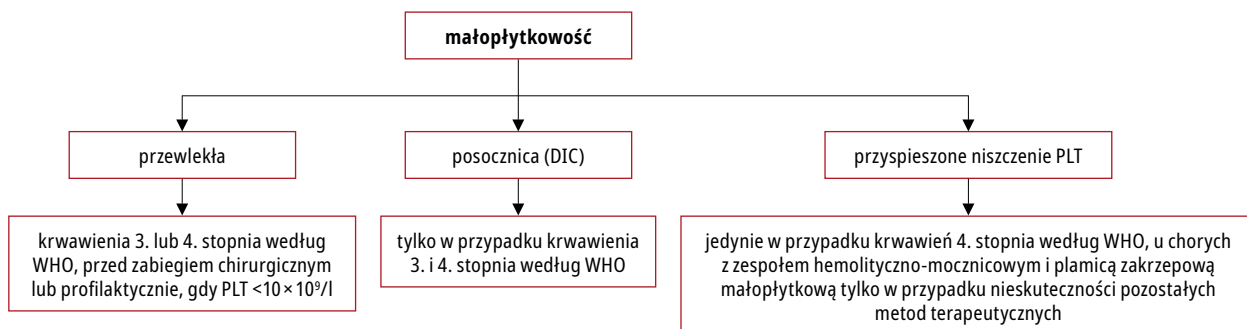 małopłytkowość
przewlekła
posocznica (DIC)
przyspieszone niszczenie PLT
krwawienia 3. lub 4. stopnia według
WHO, przed zabiegiem chirurgicznym
lub profilaktycznie, gdy PLT <10 × 10⁹/l
tylko w przypadku krwawienia
3. i 4. stopnia według WHO
jedynie w przypadku krwawień 4. stopnia według WHO, u chorych
z zespołem hemolityczno-mocznicowym i plamicą zakrzepową
małopłytkową tylko w przypadku nieskuteczności pozostałych
metod terapeutycznych